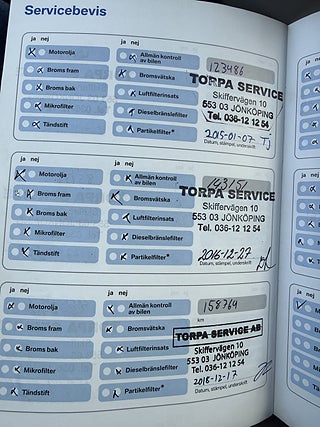 Servicebevis
ja nej
ja nej
Motorolja
Allmän kontroll
av bilen
123486
Broms fram
Bromsvätska
TORPA SERVICE
Broms bak
Luftfilterinsats
Skiffervägen 10
553 03 JÖNKÖPING
Mikrofilter
Dieselbränslefilter
Tel. 036-12 12 54
Tändstift
Partikelfilter*
2015-01-07
Datum, stämpel, underskrift
ja nej
ja nej
Motorolja
Allmän kontroll
av bilen
Broms fram
Bromsvätska
TORPA SERVICE
Skiffervägen 10
Broms bak
Luftfilterinsats
553 03 JÖNKÖPING
Tel. 036-12 12 54
Mikrofilter
Dieselbränslefilter
Tändstift
Partikelfilter*
2016-12-27
Datum, stämpel, underskrift
ja nej
ja nej
Motorolja
Allmän kontroll
av bilen
158764
km
Broms fram
Bromsvätska
TORPA SERVICE AB
Broms bak
Luftfilterinsats
Skiffervägen 10
553 03 JÖNKÖPING
Mikrofilter
Dieselbränslefilter
Tel. 036-12 12 54
2018-12-17
Tändstift
Partikelfilter*
Datum, stämpel, underskrift